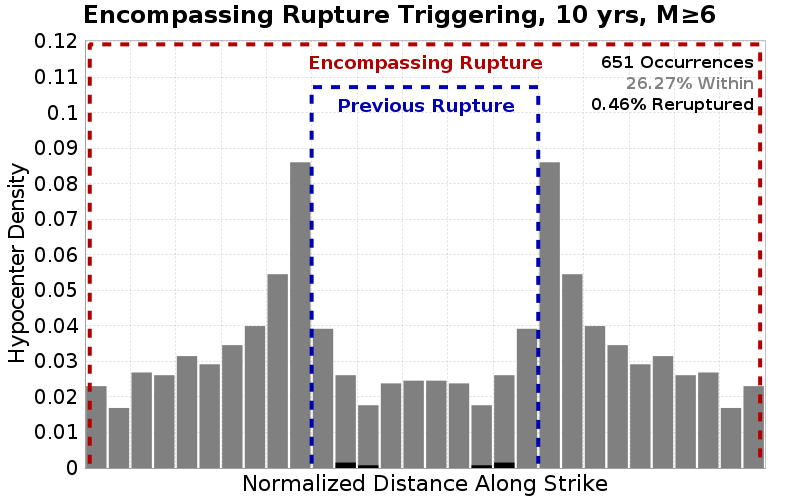 Encompassing Rupture Triggering, 10 yrs, M≥6
0.12
0.11
0.1
0.09
0.08
0.07
0.06
0.05
0.04
0.03
0.02
0.01
0
Hypocenter Density
Encompassing Rupture
Previous Rupture
651 Occurrences
26.27% Within
0.46% Reruptured
Normalized Distance Along Strike